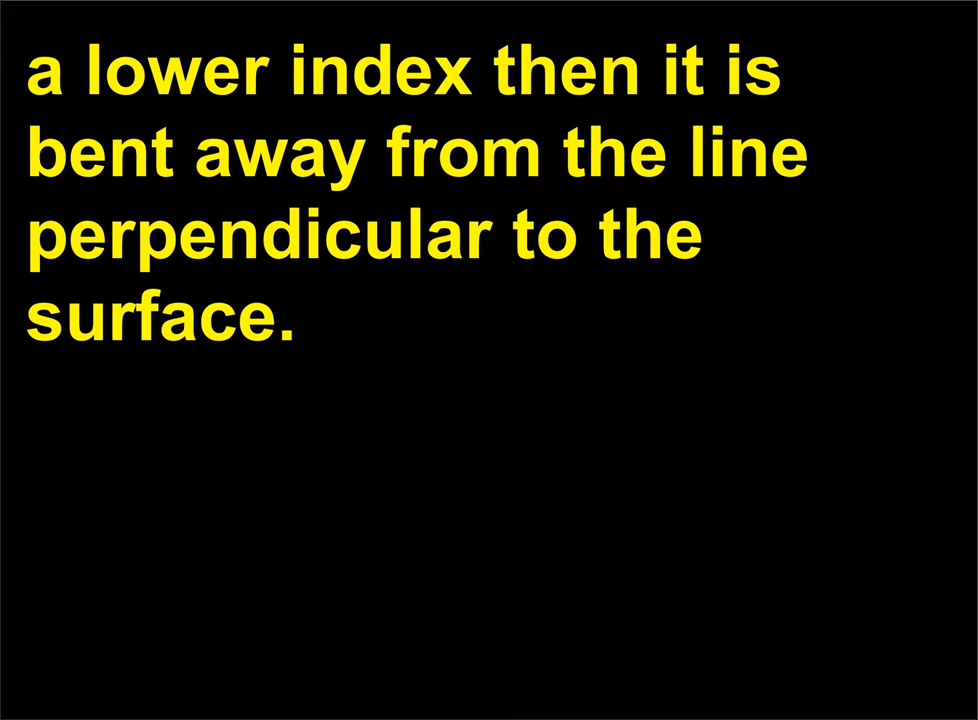 a lower index then it is
bent away from the line
perpendicular to the
surface.